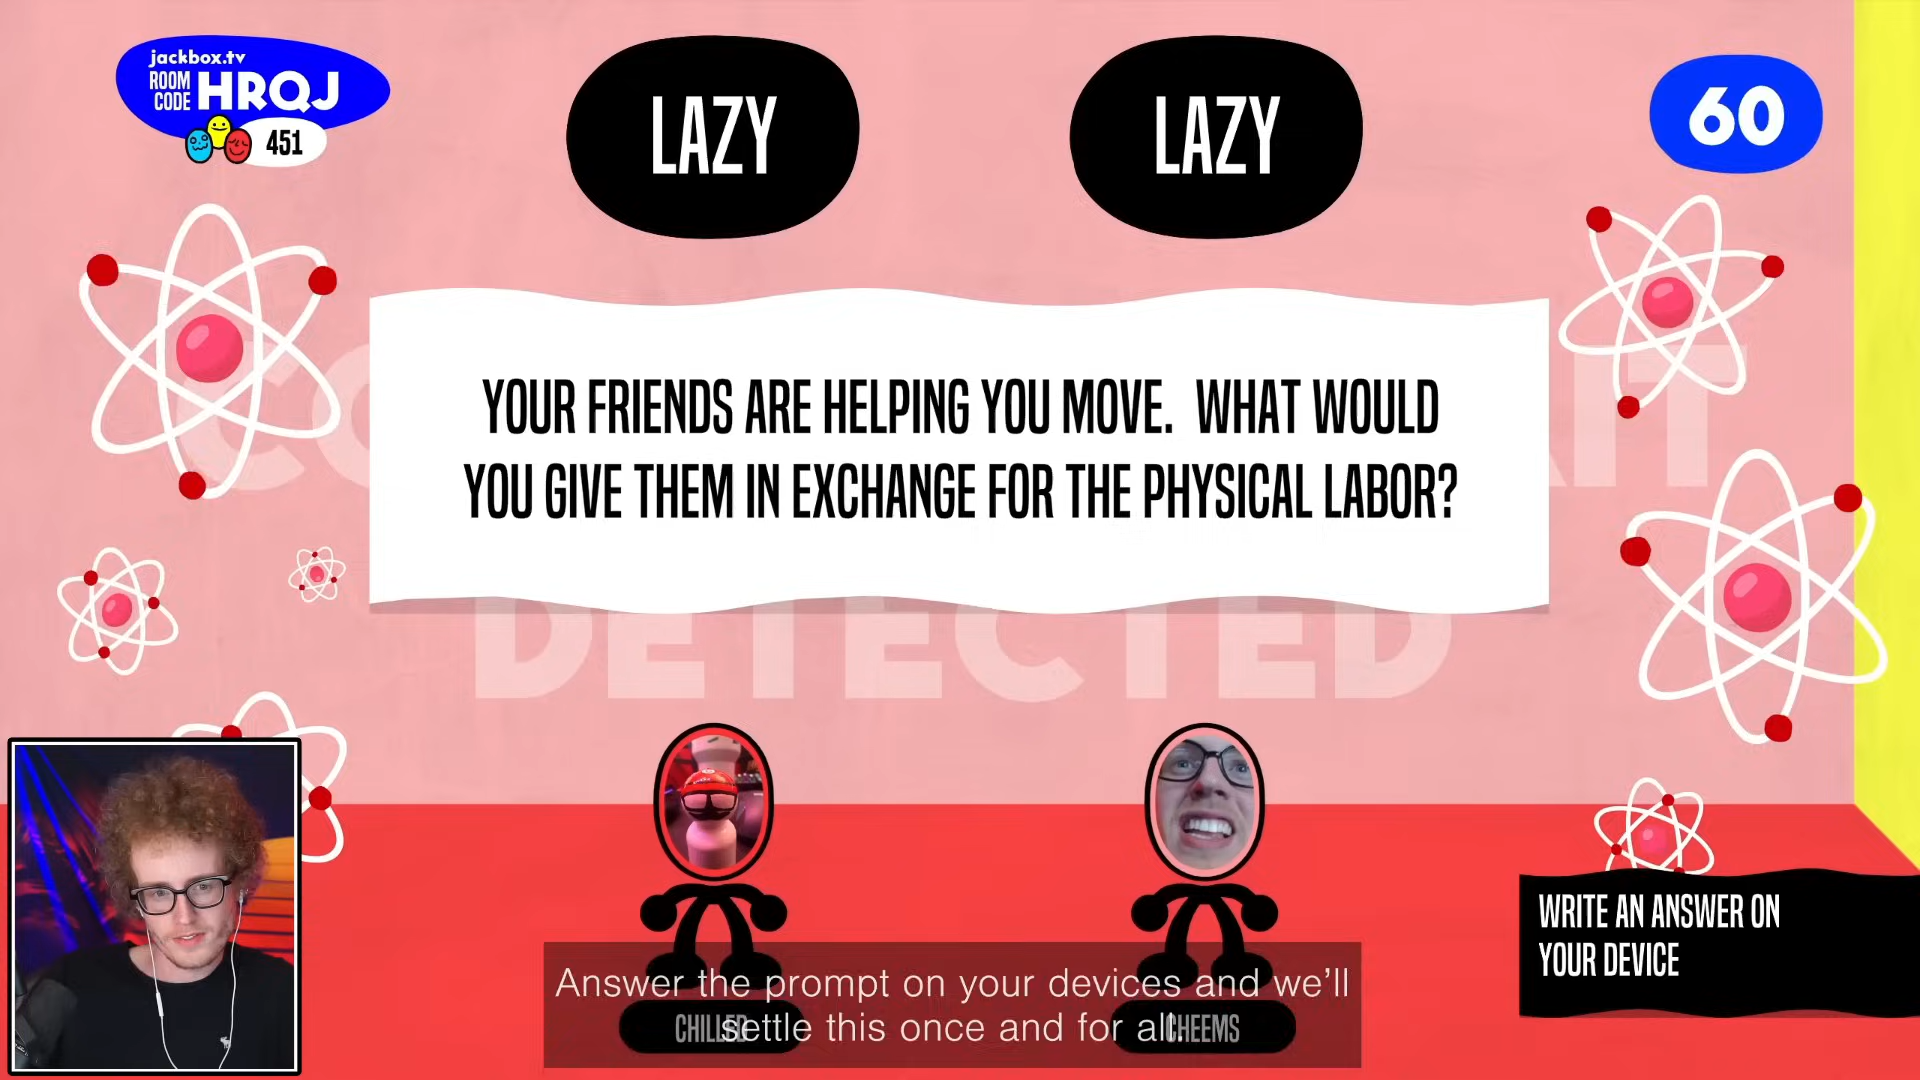 jackbox.tv
ROOM CODE HRQJ
451
LAZY
LAZY
60
YOUR FRIENDS ARE HELPING YOU MOVE. WHAT WOULD
YOU GIVE THEM IN EXCHANGE FOR THE PHYSICAL LABOR?
DETECTED
WRITE AN ANSWER ON
YOUR DEVICE
Answer the prompt on your devices and we'll
settle this once and for all.
CHILLED
CHEEMS